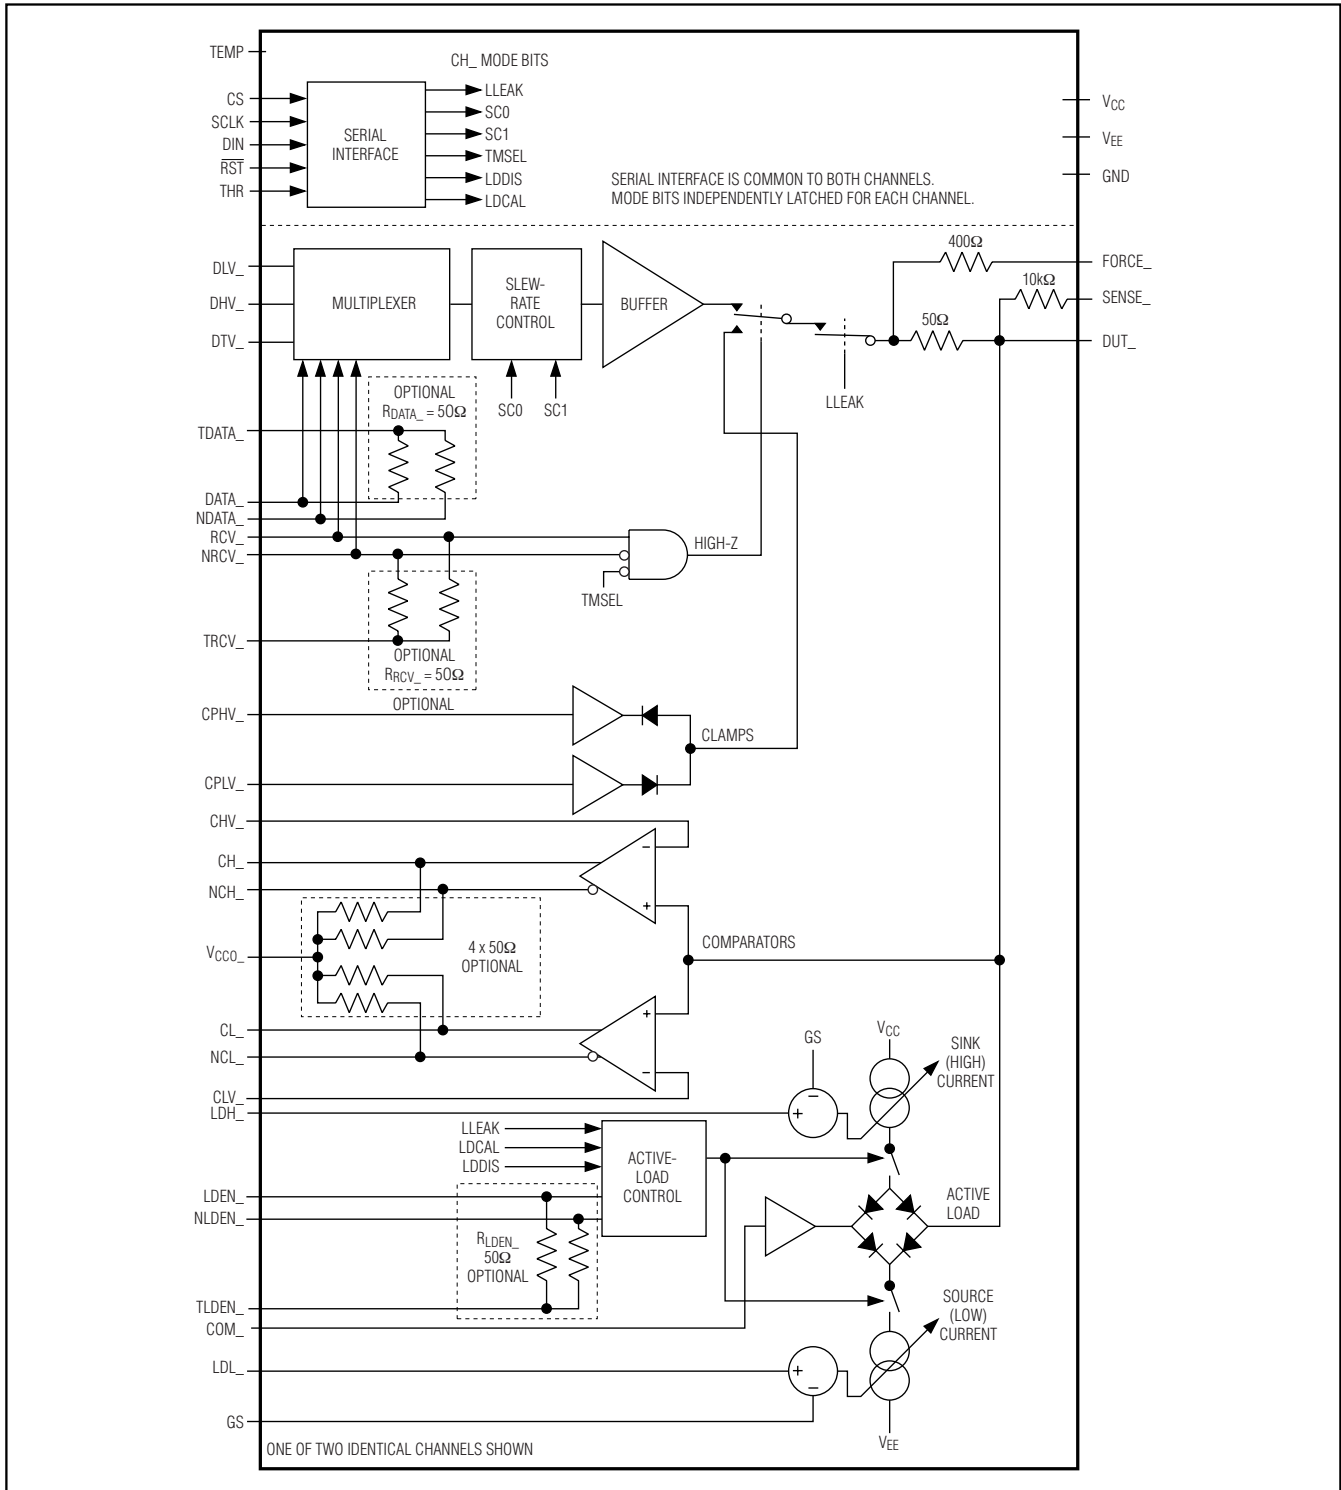 TEMP
CS
SCLK
DIN
RST
THR
SERIAL
INTERFACE
CH_ MODE BITS
LLEAK
SC0
SC1
TMSEL
LDDIS
LDCAL
SERIAL INTERFACE IS COMMON TO BOTH CHANNELS.
MODE BITS INDEPENDENTLY LATCHED FOR EACH CHANNEL.
VCC
VEE
GND
DLV_
DHV_
DTV_
MULTIPLEXER
SLEW-
RATE
CONTROL
BUFFER
SC0
SC1
LLEAK
400Ω
10kΩ
50Ω
FORCE_
SENSE_
DUT_
OPTIONAL
RDATA_ = 50Ω
TDATA_
DATA_
NDATA_
RCV_
NRCV_
HIGH-Z
TMSEL
TRCV_
OPTIONAL
RRCV_ = 50Ω
OPTIONAL
CPHV_
CLAMPS
CPLV_
CHV_
CH_
NCH_
VCCO_
4 x 50Ω
OPTIONAL
−
+
COMPARATORS
CL_
NCL_
CLV_
+
−
LDH_
GS
−
+
VCC
SINK
(HIGH)
CURRENT
LLEAK
LDCAL
LDDIS
ACTIVE-
LOAD
CONTROL
LDEN_
NLDEN_
RLDEN_
50Ω
OPTIONAL
ACTIVE
LOAD
TLDEN_
COM_
SOURCE
(LOW)
CURRENT
LDL_
+
−
GS
VEE
ONE OF TWO IDENTICAL CHANNELS SHOWN